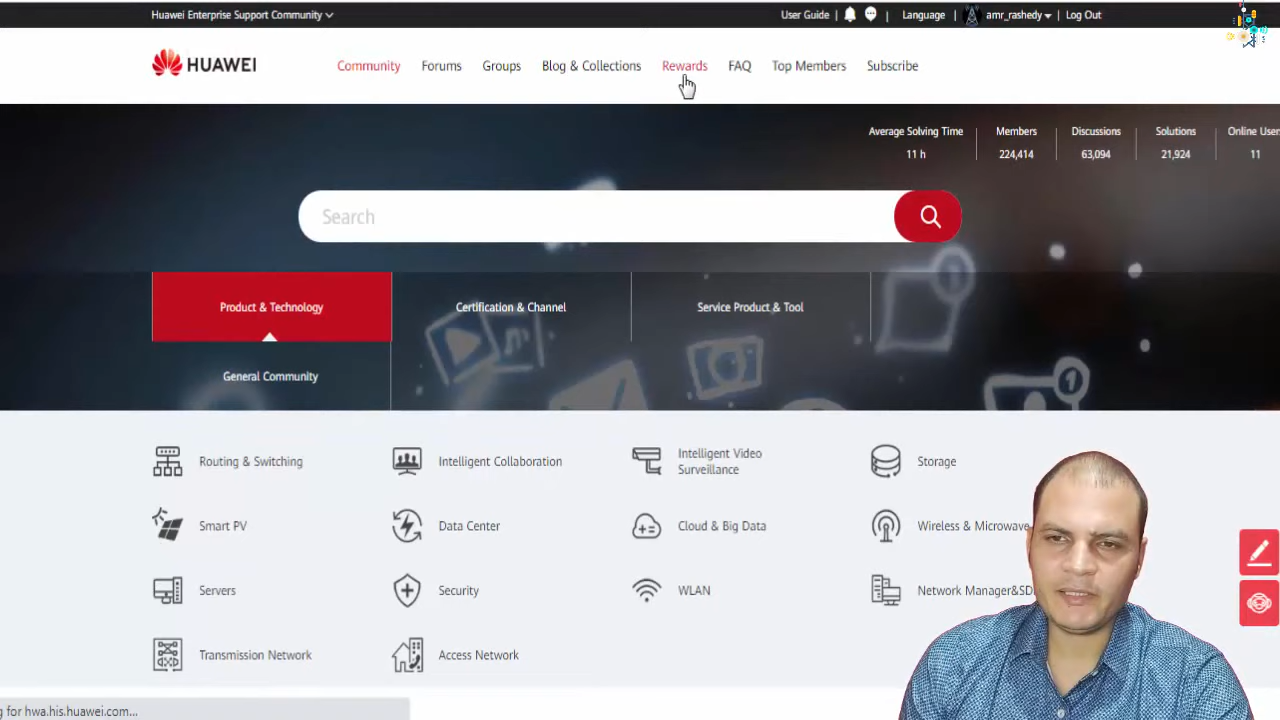 Huawei Enterprise Support Community
User Guide
Language
amr_rashedy
Log Out
HUAWEI
Community
Forums
Groups
Blog & Collections
Rewards
FAQ
Top Members
Subscribe
Average Solving Time
11 h
Members
224,414
Discussions
63,094
Solutions
21,924
Online User
11
Search
Product & Technology
Certification & Channel
Service Product & Tool
General Community
1
Routing & Switching
Intelligent Collaboration
Intelligent Video
Surveillance
Storage
Smart PV
Data Center
Cloud & Big Data
Wireless & Microwave
Servers
Security
WLAN
Network Manager&SD
Transmission Network
Access Network
g for hwa.his.huawei.com...